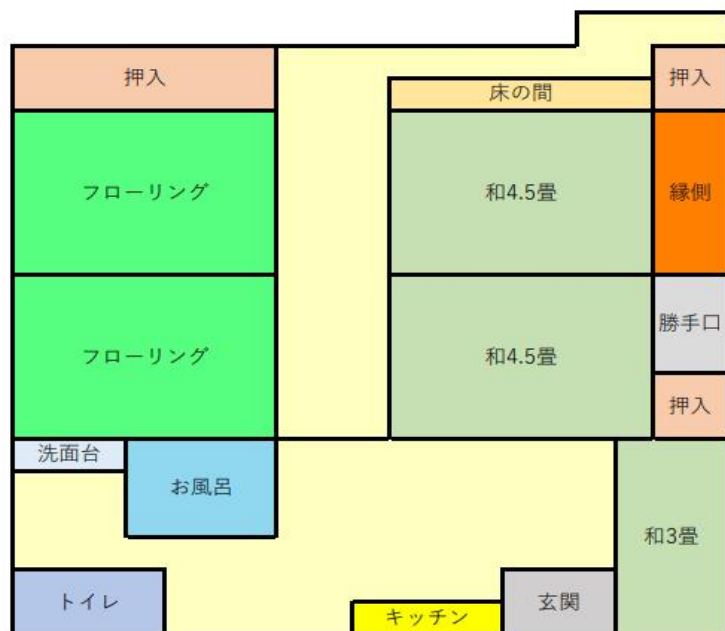 押入
床の間
押入
フローリング
和4.5畳
縁側
フローリング
和4.5畳
勝手口
押入
洗面台
お風呂
和3畳
トイレ
キッチン
玄関